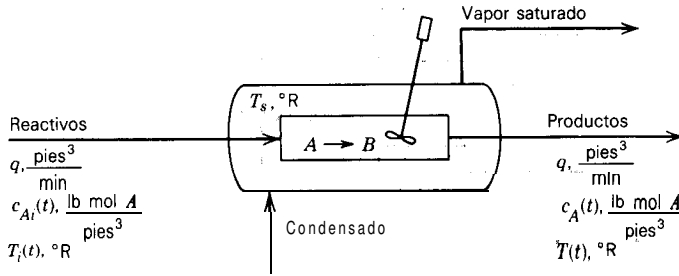 Vapor saturado
T_s, °R
Reactivos
A → B
Productos
q, pies³/min
c_Ai(t), lb mol A/pies³
T_i(t), °R
Condensado
q, pies³/min
c_A(t), lb mol A/pies³
T(t), °R